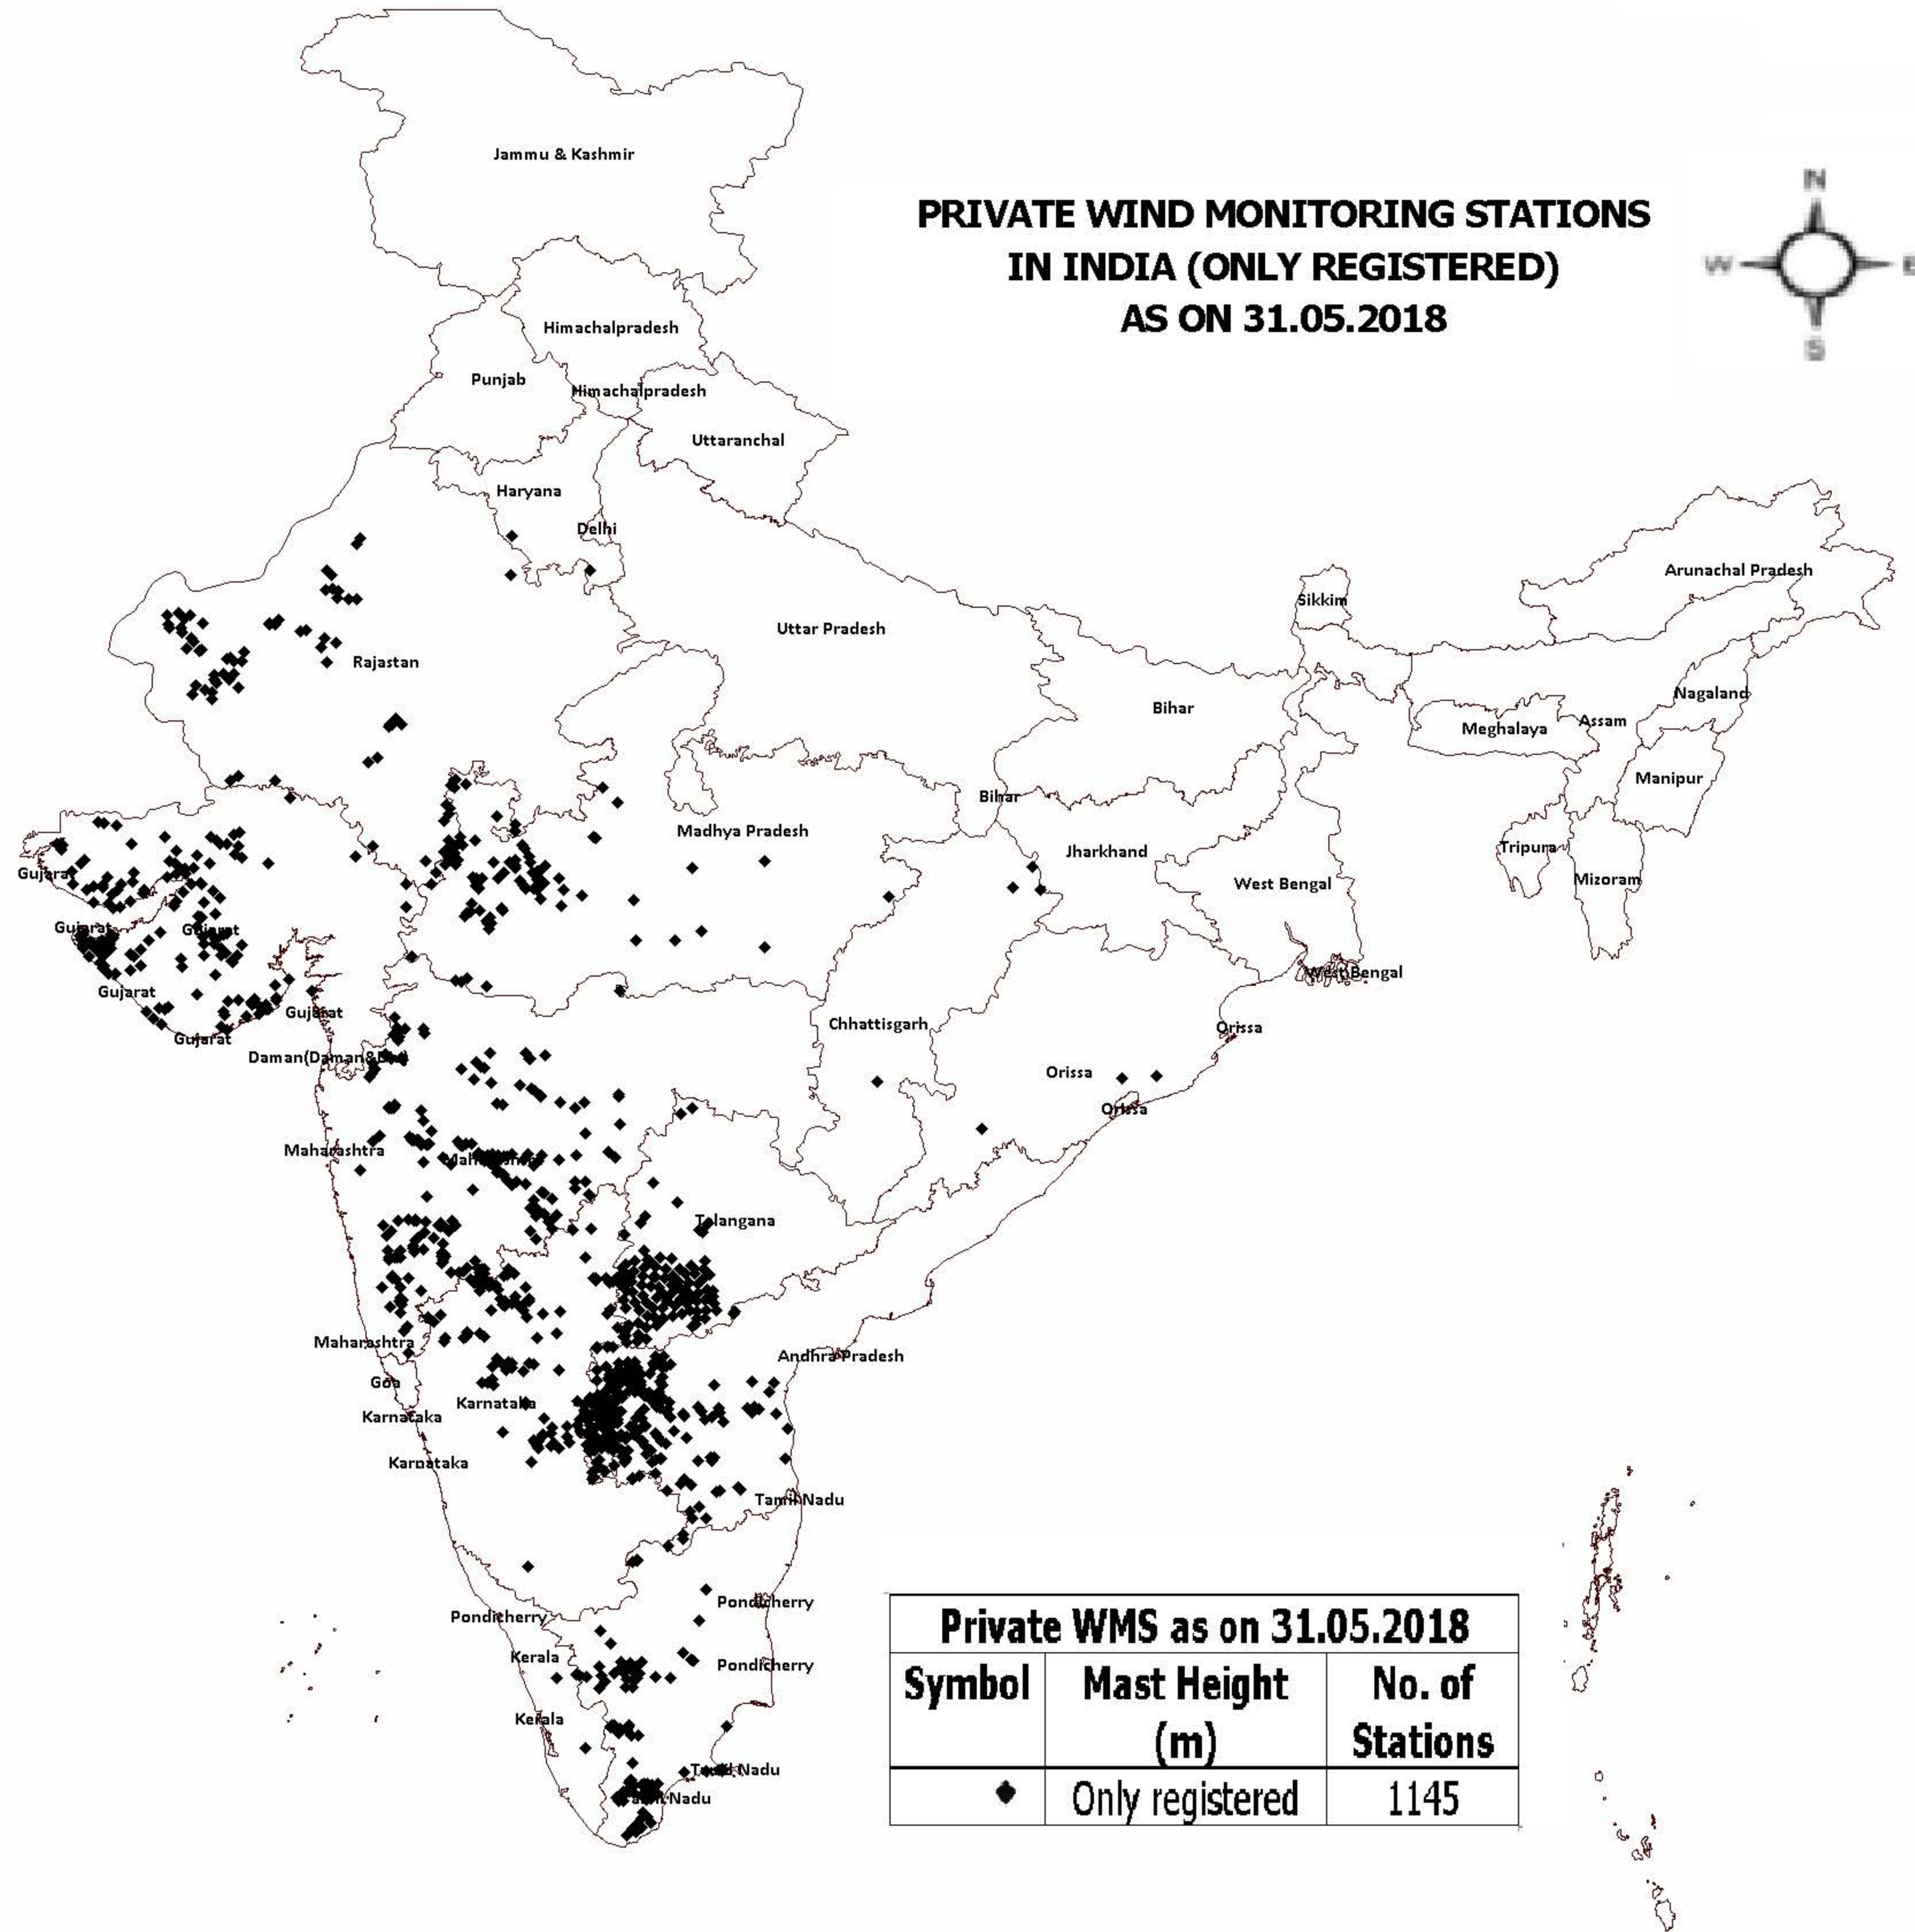 Jammu & Kashmir
PRIVATE WIND MONITORING STATIONS
IN INDIA (ONLY REGISTERED)
AS ON 31.05.2018
N
W
E
S
Himachalpradesh
Punjab
Himachalpradesh
Uttaranchal
Haryana
Delhi
Arunachal Pradesh
Sikkim
Uttar Pradesh
Rajastan
Nagaland
Bihar
Assam
Meghalaya
Manipur
Bihar
Madhya Pradesh
Jharkhand
Tripura
Gujarat
West Bengal
Mizoram
Gujarat
Gujarat
West Bengal
Gujarat
Gujarat
Chhattisgarh
Orissa
Gujarat
Daman(Daman&Diu)
Orissa
Orissa
Maharashtra
Maharashtra
Telangana
Maharashtra
Andhra Pradesh
Goa
Karnataka
Karnataka
Karnataka
Tamil Nadu
Pondicherry
Pondicherry
Kerala
Pondicherry
Kerala
Tamil Nadu
Tamil Nadu
Private WMS as on 31.05.2018
Symbol
Mast Height
(m)
No. of
Stations
Only registered
1145